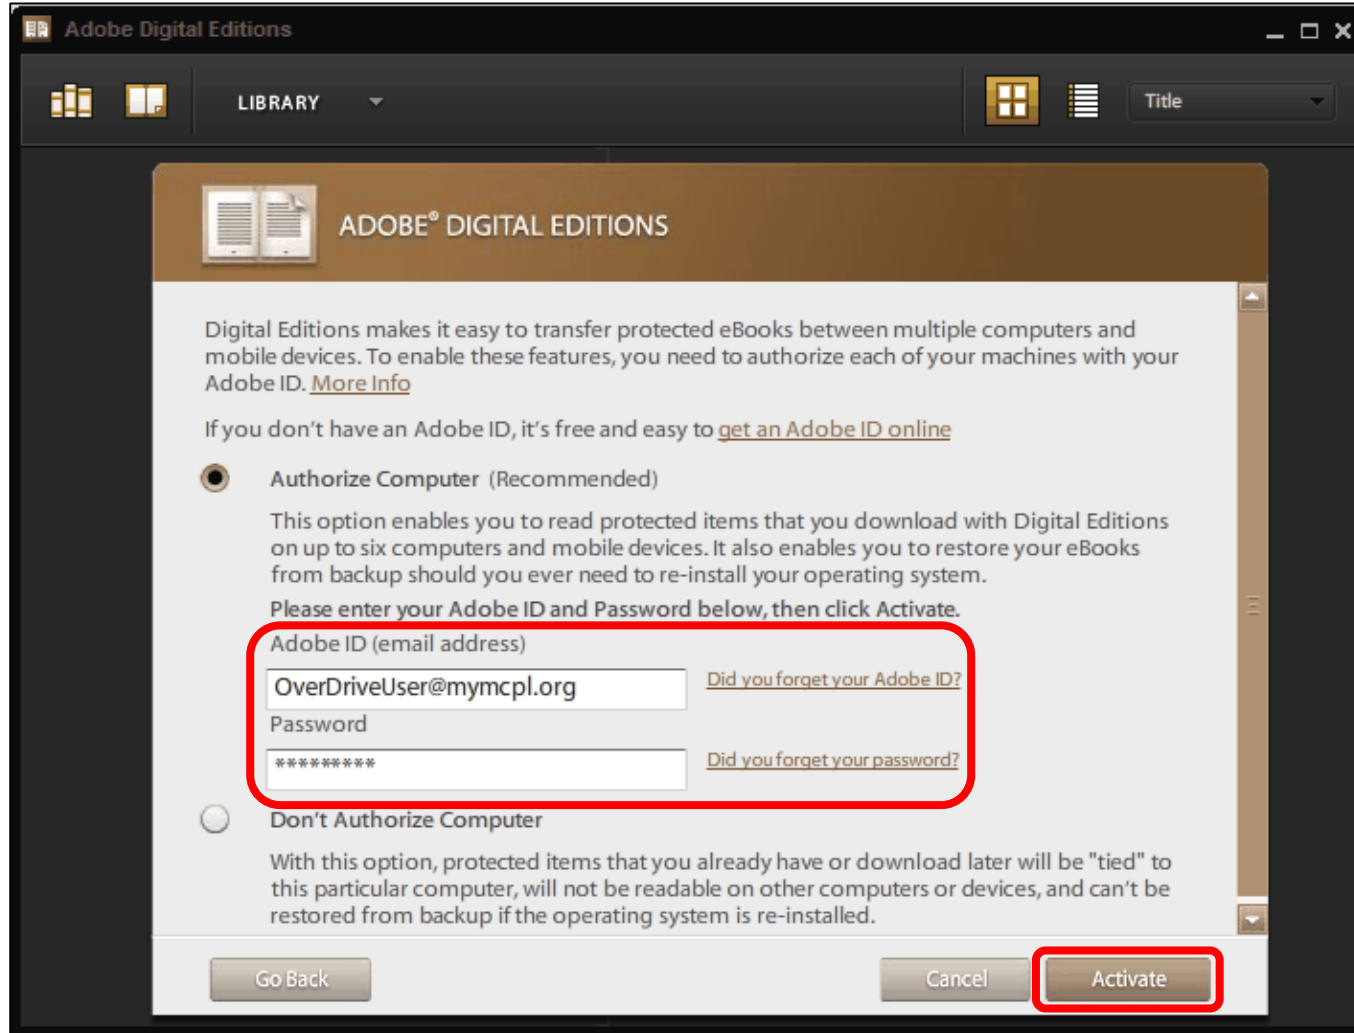 Adobe Digital Editions
LIBRARY
Title
ADOBE® DIGITAL EDITIONS
Digital Editions makes it easy to transfer protected eBooks between multiple computers and
mobile devices. To enable these features, you need to authorize each of your machines with your
Adobe ID. More Info
If you don't have an Adobe ID, it's free and easy to get an Adobe ID online
Authorize Computer (Recommended)
This option enables you to read protected items that you download with Digital Editions
on up to six computers and mobile devices. It also enables you to restore your eBooks
from backup should you ever need to re-install your operating system.
Please enter your Adobe ID and Password below, then click Activate.
Adobe ID (email address)
OverDriveUser@mymcpl.org
Did you forget your Adobe ID?
Password
*********
Did you forget your password?
Don't Authorize Computer
With this option, protected items that you already have or download later will be "tied" to
this particular computer, will not be readable on other computers or devices, and can't be
restored from backup if the operating system is re-installed.
Go Back
Cancel
Activate